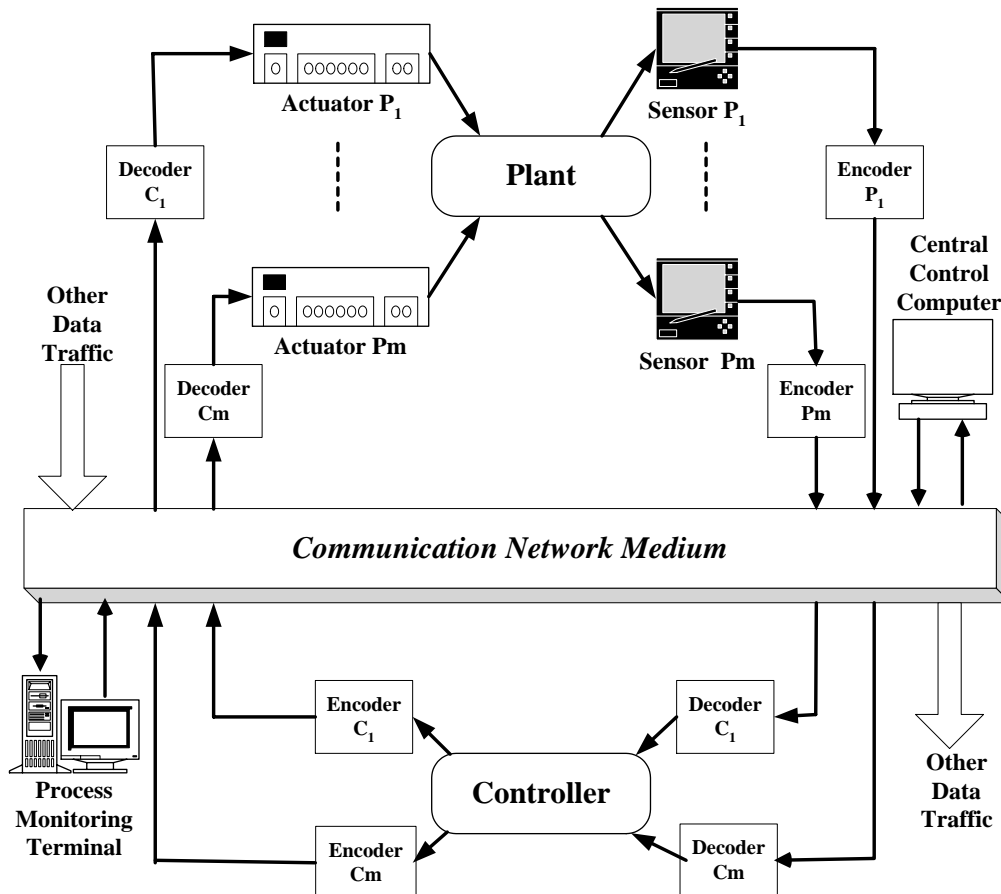 Actuator P1
Sensor P1
Decoder
C1
Plant
Encoder
P1
Central
Control
Computer
Other
Data
Traffic
Actuator Pm
Sensor Pm
Decoder
Cm
Encoder
Pm
Communication Network Medium
Encoder
C1
Decoder
C1
Process
Monitoring
Terminal
Controller
Other
Data
Traffic
Encoder
Cm
Decoder
Cm